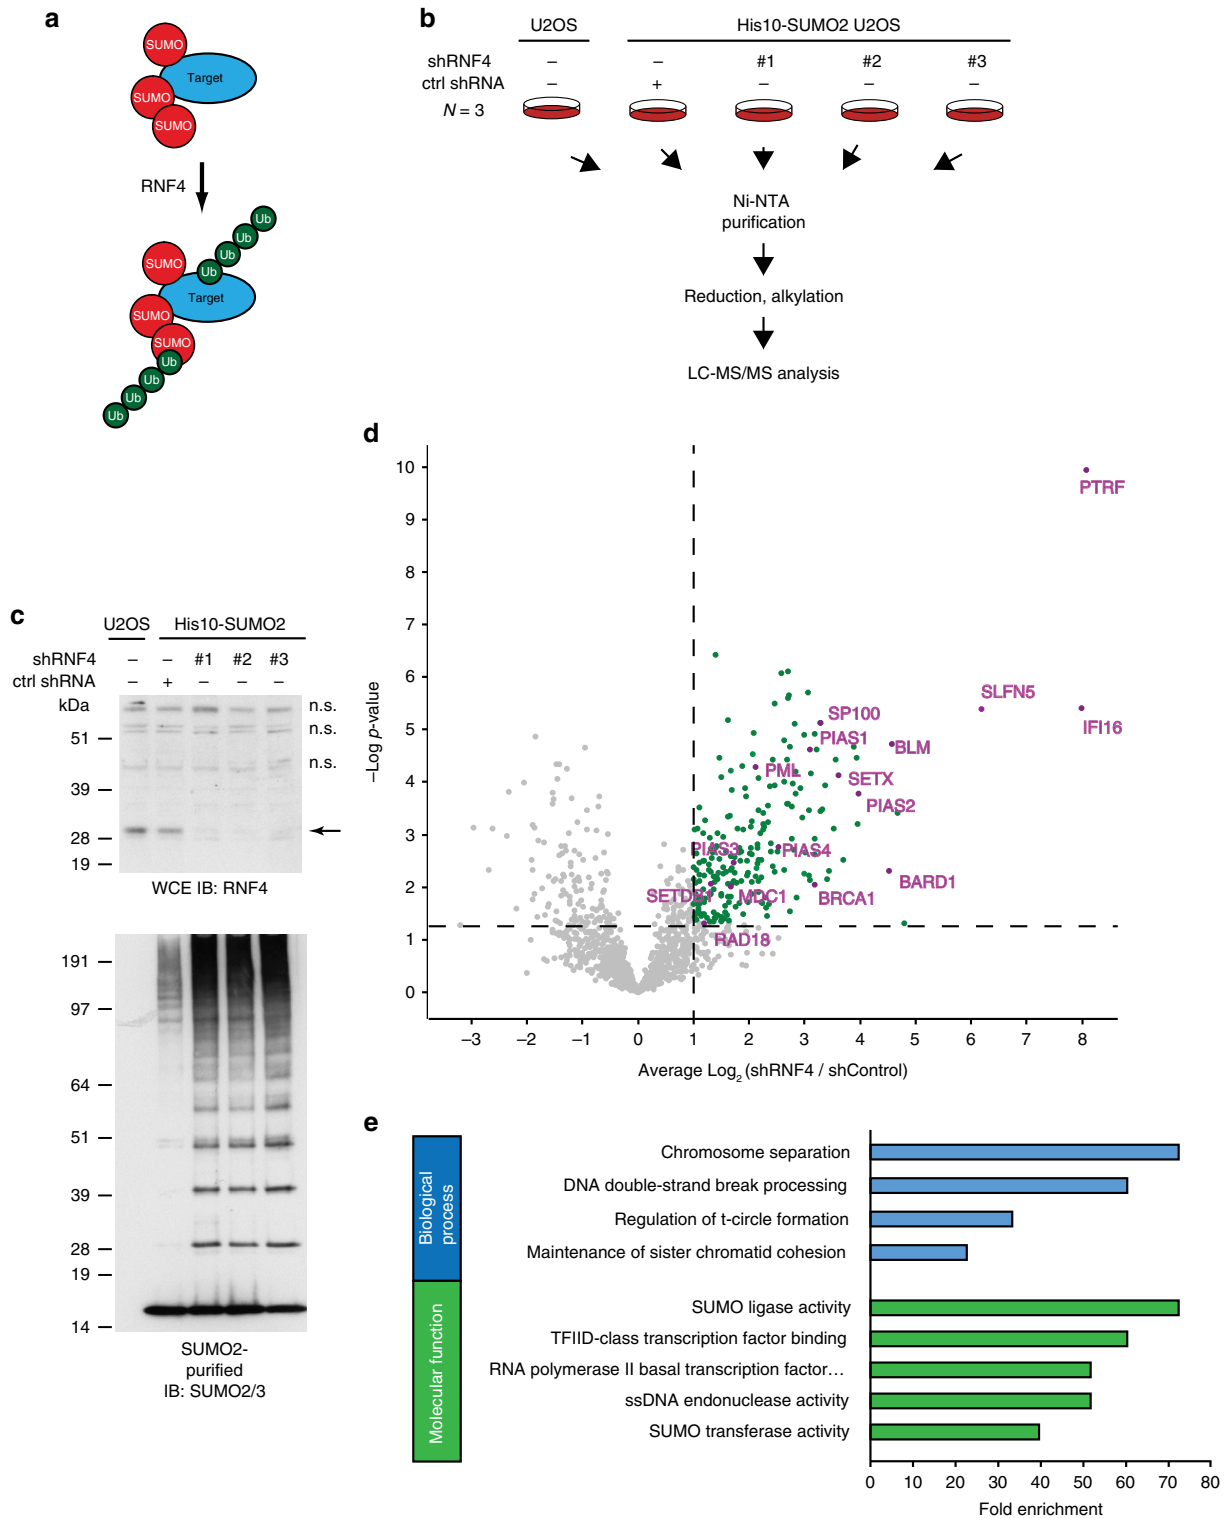 a
SUMO
Target
SUMO
SUMO
RNF4
Ub
Ub
Ub
SUMO
Ub
Target
SUMO
SUMO
Ub
Ub
Ub
Ub
Ub
b
U2OS
His10-SUMO2 U2OS
shRNF4 – – #1 #2 #3
ctrl shRNA – + – – –
N = 3
Ni-NTA
purification
Reduction, alkylation
LC-MS/MS analysis
c
U2OS His10-SUMO2
shRNF4 – – #1 #2 #3
ctrl shRNA – + – – –
kDa
n.s.
n.s.
51
n.s.
39
28
19
WCE IB: RNF4
191
97
64
51
39
28
19
14
SUMO2-
purified
IB: SUMO2/3
d
–Log p-value
10
9
8
7
6
5
4
3
2
1
0
PTRF
SLFN5
IFI16
SP100
PIAS1
BLM
PML
SETX
PIAS2
PIAS3
PIAS4
SETDB1
MDC1
BRCA1
BARD1
RAD18
–3 –2 –1 0 1 2 3 4 5 6 7 8
Average Log2 (shRNF4 / shControl)
e
Biological
process
Chromosome separation
DNA double-strand break processing
Regulation of t-circle formation
Maintenance of sister chromatid cohesion
Molecular function
SUMO ligase activity
TFIID-class transcription factor binding
RNA polymerase II basal transcription factor…
ssDNA endonuclease activity
SUMO transferase activity
0 10 20 30 40 50 60 70 80
Fold enrichment